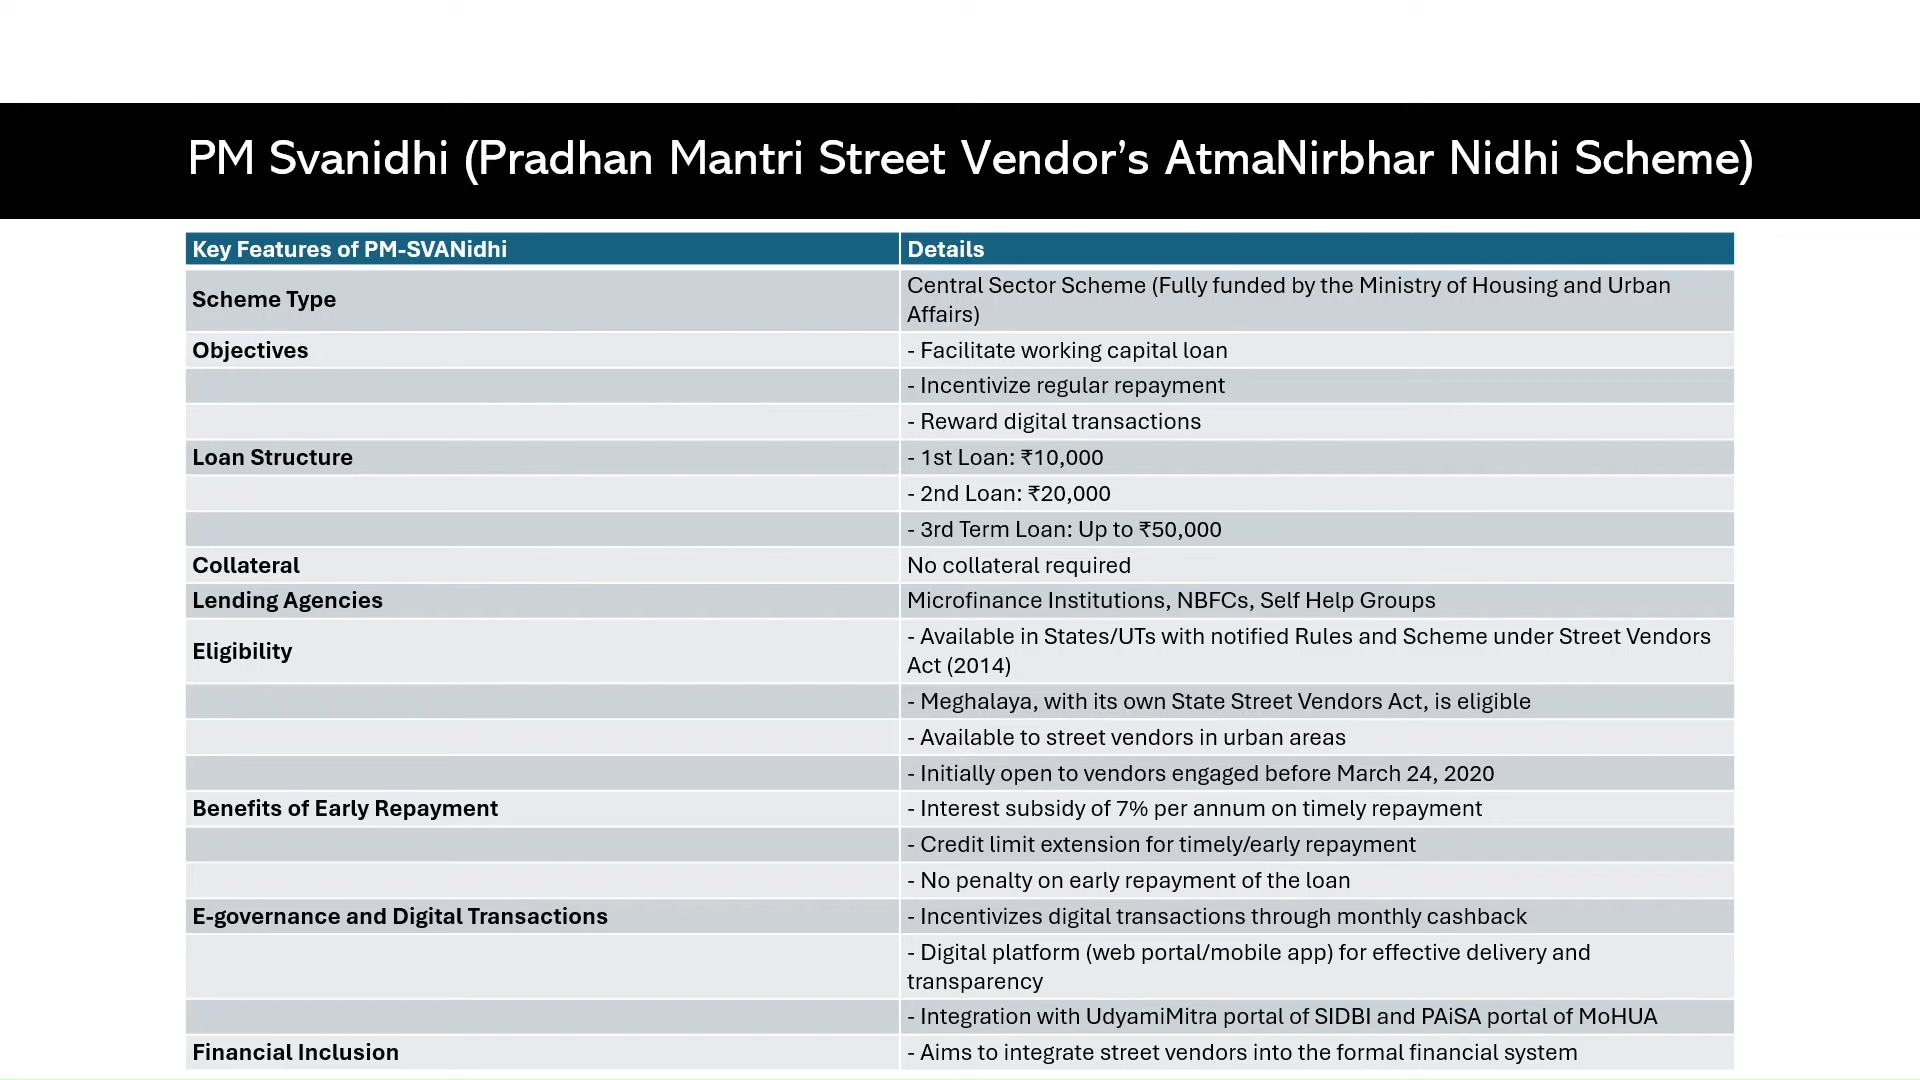 PM Svanidhi (Pradhan Mantri Street Vendor’s AtmaNirbhar Nidhi Scheme)
Key Features of PM-SVANidhi
Details
Scheme Type
Central Sector Scheme (Fully funded by the Ministry of Housing and Urban
Affairs)
Objectives
- Facilitate working capital loan
- Incentivize regular repayment
- Reward digital transactions
Loan Structure
- 1st Loan: ₹10,000
- 2nd Loan: ₹20,000
- 3rd Term Loan: Up to ₹50,000
Collateral
No collateral required
Lending Agencies
Microfinance Institutions, NBFCs, Self Help Groups
Eligibility
- Available in States/UTs with notified Rules and Scheme under Street Vendors
Act (2014)
- Meghalaya, with its own State Street Vendors Act, is eligible
- Available to street vendors in urban areas
- Initially open to vendors engaged before March 24, 2020
Benefits of Early Repayment
- Interest subsidy of 7% per annum on timely repayment
- Credit limit extension for timely/early repayment
- No penalty on early repayment of the loan
E-governance and Digital Transactions
- Incentivizes digital transactions through monthly cashback
- Digital platform (web portal/mobile app) for effective delivery and
transparency
- Integration with UdyamiMitra portal of SIDBI and PAiSA portal of MoHUA
Financial Inclusion
- Aims to integrate street vendors into the formal financial system